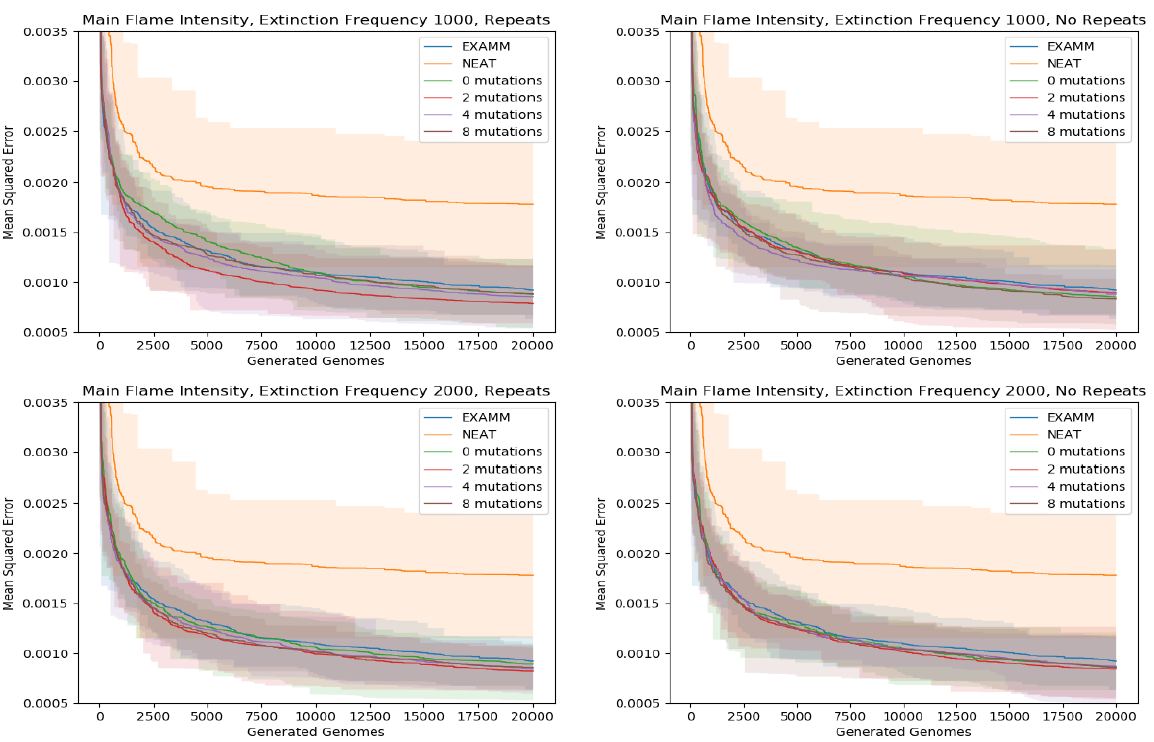 Main Flame Intensity, Extinction Frequency 1000, Repeats
0.0035
0.0030
0.0025
0.0020
0.0015
0.0010
0.0005
Mean Squared Error
EXAMM
NEAT
0 mutations
2 mutations
4 mutations
8 mutations
0 2500 5000 7500 10000 12500 15000 17500 20000
Generated Genomes
Main Flame Intensity, Extinction Frequency 1000, No Repeats
0.0035
0.0030
0.0025
0.0020
0.0015
0.0010
0.0005
Mean Squared Error
EXAMM
NEAT
0 mutations
2 mutations
4 mutations
8 mutations
0 2500 5000 7500 10000 12500 15000 17500 20000
Generated Genomes
Main Flame Intensity, Extinction Frequency 2000, Repeats
0.0035
0.0030
0.0025
0.0020
0.0015
0.0010
0.0005
Mean Squared Error
EXAMM
NEAT
0 mutations
2 mutations
4 mutations
8 mutations
0 2500 5000 7500 10000 12500 15000 17500 20000
Generated Genomes
Main Flame Intensity, Extinction Frequency 2000, No Repeats
0.0035
0.0030
0.0025
0.0020
0.0015
0.0010
0.0005
Mean Squared Error
EXAMM
NEAT
0 mutations
2 mutations
4 mutations
8 mutations
0 2500 5000 7500 10000 12500 15000 17500 20000
Generated Genomes